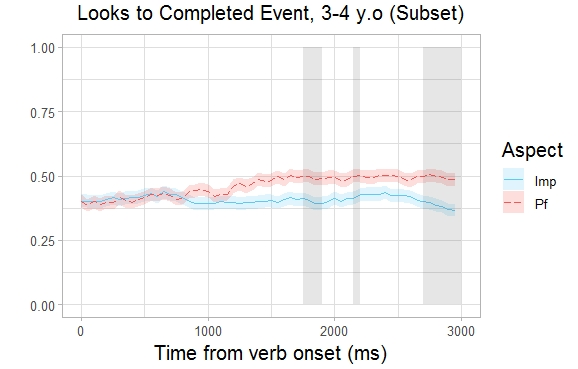 Looks to Completed Event, 3-4 y.o (Subset)
1.00
0.75
0.50
0.25
0.00
0
1000
2000
3000
Time from verb onset (ms)
Aspect
Imp
Pf